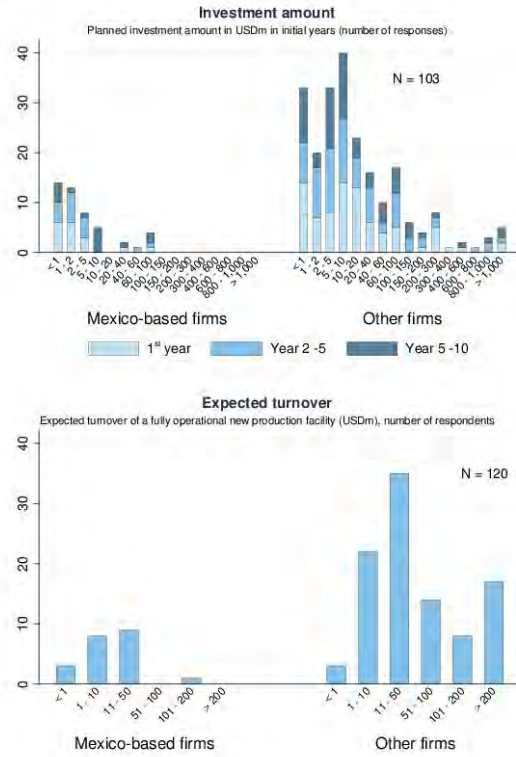 Investment amount
Planned investment amount in USDm in initial years (number of responses)
40
30
20
10
0
N = 103
< 1
1 - 2
2 - 5
5 - 10
10 - 20
20 - 40
40 - 60
60 - 100
100 - 150
150 - 200
200 - 300
300 - 400
400 - 600
600 - 800
800 - 1,000
> 1,000
< 1
1 - 2
2 - 5
5 - 10
10 - 20
20 - 40
40 - 60
60 - 100
100 - 150
150 - 200
200 - 300
300 - 400
400 - 600
600 - 800
800 - 1,000
> 1,000
Mexico-based firms
Other firms
1st year
Year 2 -5
Year 5 -10
Expected turnover
Expected turnover of a fully operational new production facility (USDm), number of respondents
40
30
20
10
0
N = 120
< 1
1 - 10
11 - 50
51 - 100
101 - 200
> 200
< 1
1 - 10
11 - 50
51 - 100
101 - 200
> 200
Mexico-based firms
Other firms